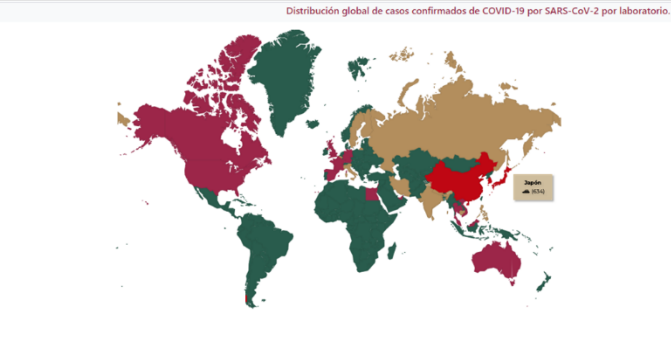 Distribución global de casos confirmados de COVID-19 por SARS-CoV-2 por laboratorio.
Japón
(634)